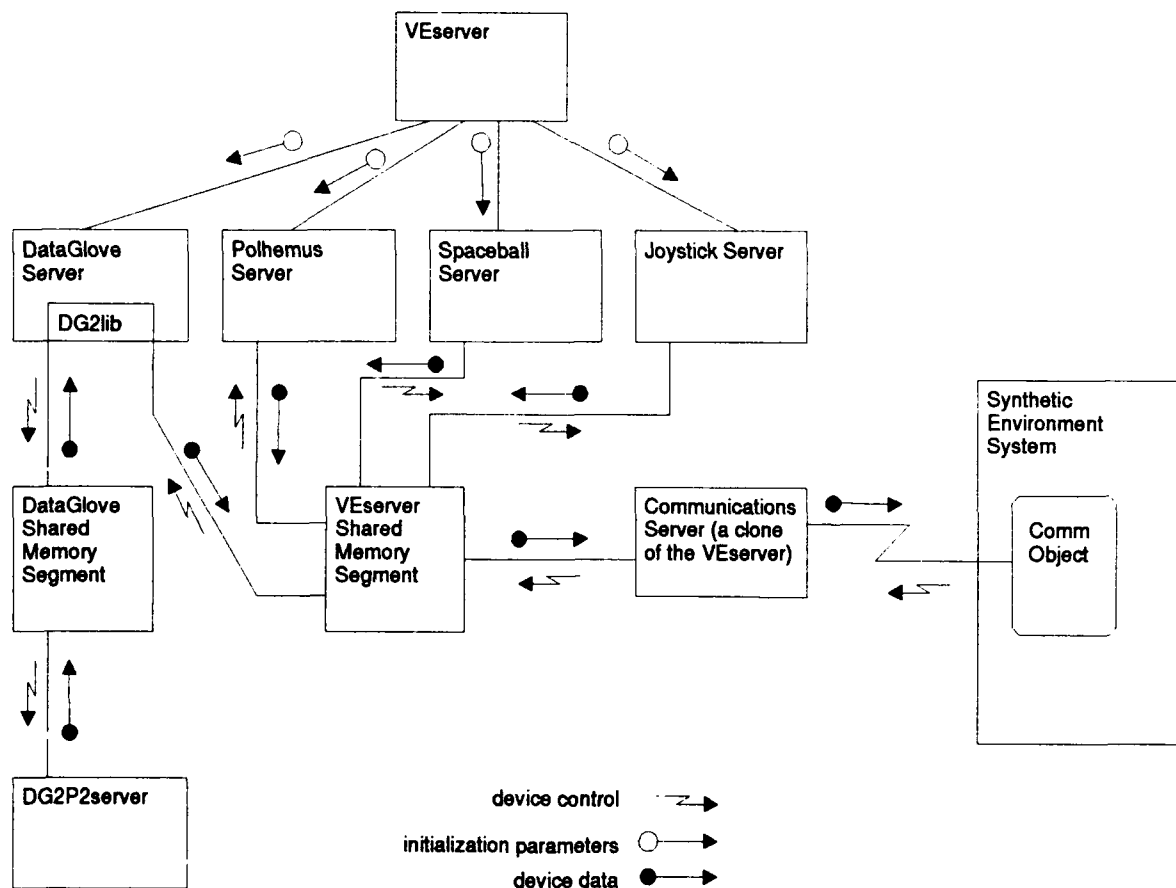 VEserver
DataGlove
Server
Polhemus
Server
Spaceball
Server
Joystick Server
DG2lib
Synthetic
Environment
System
DataGlove
Shared
Memory
Segment
VEserver
Shared
Memory
Segment
Communications
Server (a clone
of the VEserver)
Comm
Object
DG2P2server
device control
initialization parameters
device data